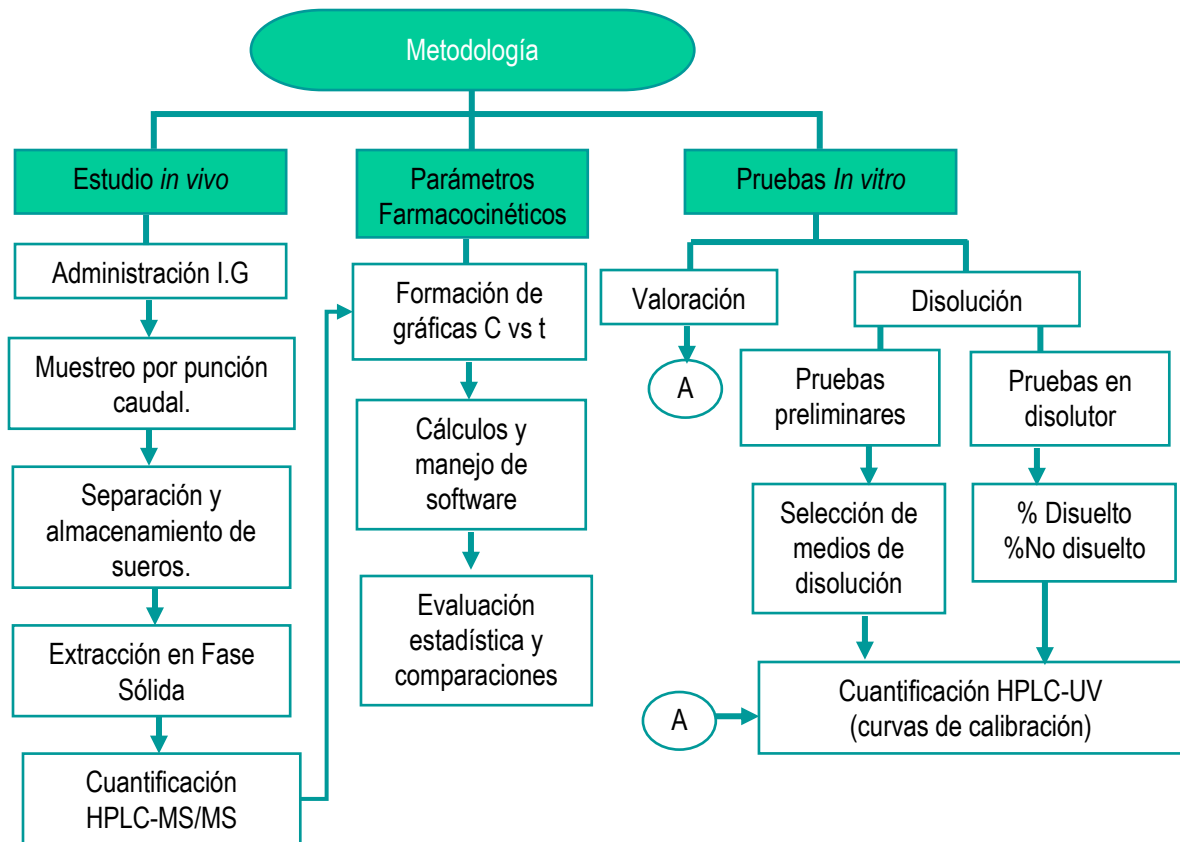 Metodología
Estudio in vivo
Administración I.G
Muestreo por punción
caudal.
Separación y
almacenamiento de
sueros.
Extracción en Fase
Sólida
Cuantificación
HPLC-MS/MS
Parámetros
Farmacocinéticos
Formación de
gráficas C vs t
Cálculos y
manejo de
software
Evaluación
estadística y
comparaciones
Pruebas In vitro
Valoración
A
Disolución
Pruebas
preliminares
Selección de
medios de
disolución
Pruebas en
disolutor
% Disuelto
%No disuelto
A
Cuantificación HPLC-UV
(curvas de calibración)